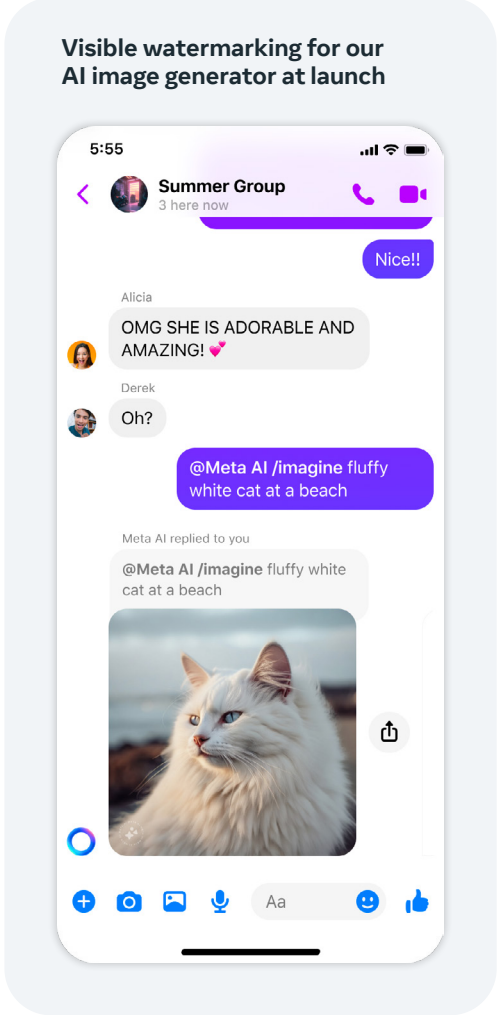 Visible watermarking for our
AI image generator at launch
5:55
Summer Group
3 here now
Nice!!
Alicia
OMG SHE IS ADORABLE AND
AMAZING! 💕
Derek
Oh?
@Meta AI /imagine fluffy
white cat at a beach
Meta AI replied to you
@Meta AI /imagine fluffy white
cat at a beach
Aa